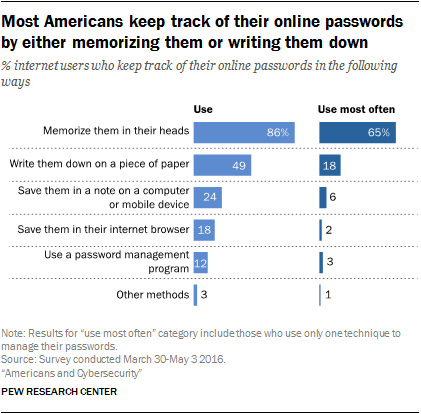 Most Americans keep track of their online passwords
by either memorizing them or writing them down
% internet users who keep track of their online passwords in the following
ways
Use Use most often
Memorize them in their heads 86% 65%
Write them down on a piece of paper 49 18
Save them in a note on a computer
or mobile device 24 6
Save them in their internet browser 18 2
Use a password management
program 12 3
Other methods 3 1
Note: Results for “use most often” category include those who use only one technique to
manage their passwords.
Source: Survey conducted March 30-May 3 2016.
“Americans and Cybersecurity”
PEW RESEARCH CENTER